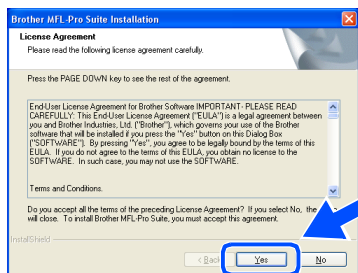 Brother MFL-Pro Suite Installation
License Agreement
Please read the following license agreement carefully.
Press the PAGE DOWN key to see the rest of the agreement.
End-User License Agreement for Brother Software IMPORTANT- PLEASE READ
CAREFULLY: This End-User License Agreement ("EULA") is a legal agreement between
you and Brother Industries, Ltd. ("Brother"), which governs your use of the Brother
software that will be installed if you press the "Yes" button on this Dialog Box
("SOFTWARE"). By pressing "Yes", you agree to be legally bound by the terms of this
EULA. If you do not agree to the terms of this EULA, you obtain no license to the
SOFTWARE. In such case, you may not use the SOFTWARE.
Terms and Conditions.
Do you accept all the terms of the preceding License Agreement? If you select No, the
will close. To install Brother MFL-Pro Suite, you must accept this agreement.
InstallShield
< Back
Yes
No